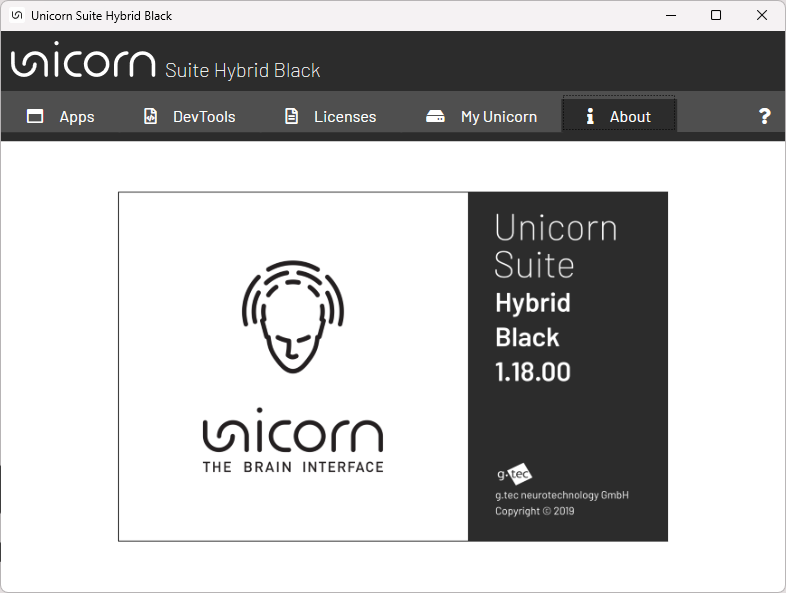 Unicorn Suite Hybrid Black
unicorn Suite Hybrid Black
Apps DevTools Licenses My Unicorn About ?
Unicorn
Suite
Hybrid
Black
1.18.00
unicorn
THE BRAIN INTERFACE
g.tec
g.tec neurotechnology GmbH
Copyright © 2019